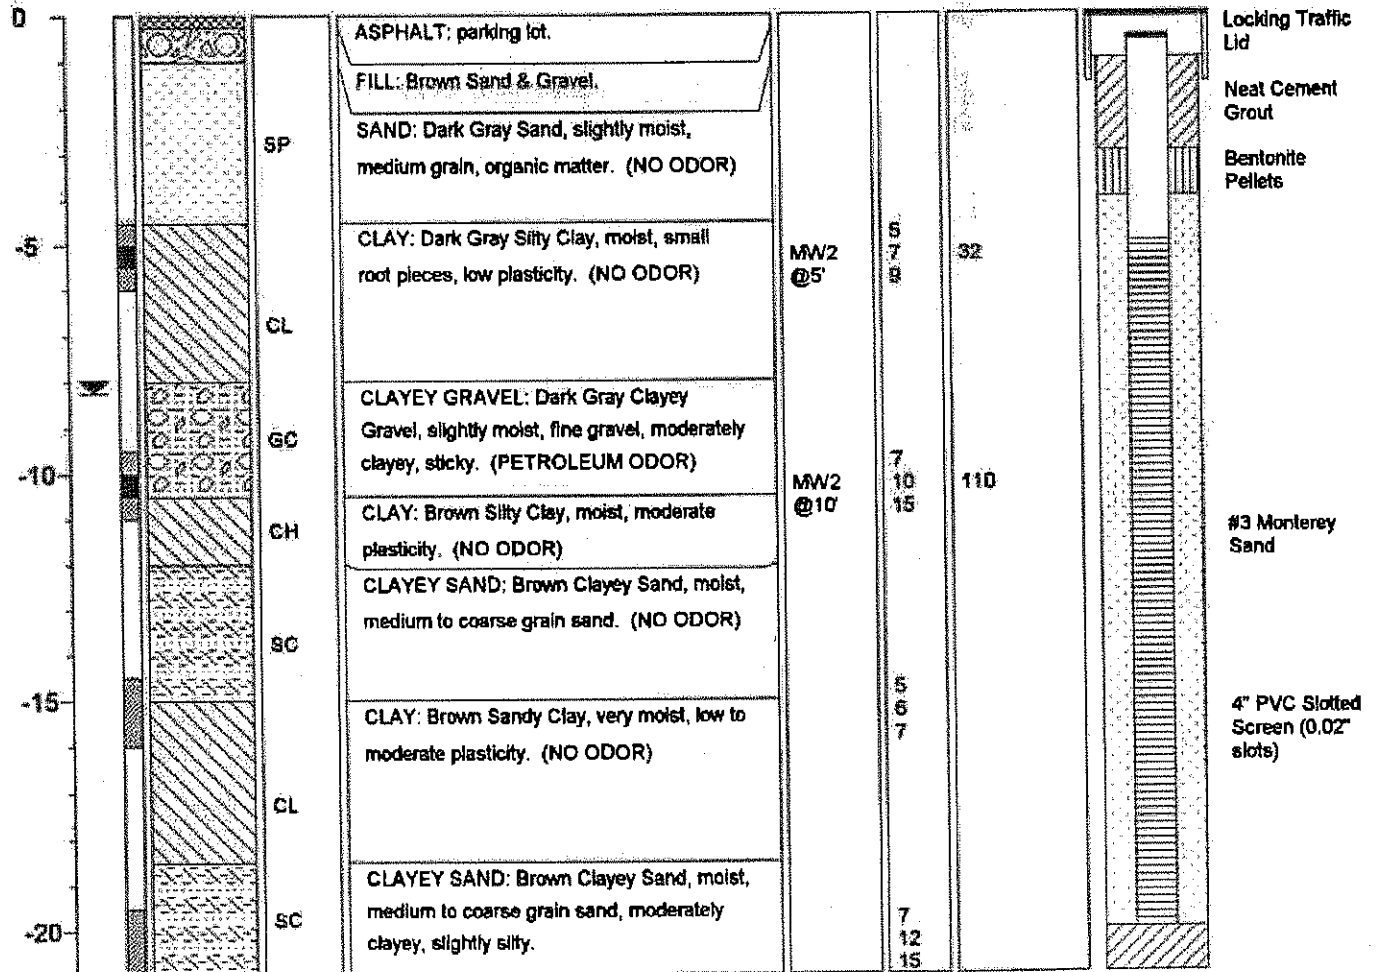 0
ASPHALT: parking lot.
FILL: Brown Sand & Gravel.
SP
SAND: Dark Gray Sand, slightly moist,
medium grain, organic matter. (NO ODOR)
-5
CL
CLAY: Dark Gray Silty Clay, moist, small
root pieces, low plasticity. (NO ODOR)
MW2
@5'
5
7
9
32
GC
CLAYEY GRAVEL: Dark Gray Clayey
Gravel, slightly moist, fine gravel, moderately
clayey, sticky. (PETROLEUM ODOR)
-10
MW2
@10'
7
10
15
110
CH
CLAY: Brown Silty Clay, moist, moderate
plasticity. (NO ODOR)
SC
CLAYEY SAND: Brown Clayey Sand, moist,
medium to coarse grain sand. (NO ODOR)
-15
CL
CLAY: Brown Sandy Clay, very moist, low to
moderate plasticity. (NO ODOR)
5
6
7
SC
CLAYEY SAND: Brown Clayey Sand, moist,
medium to coarse grain sand, moderately
clayey, slightly silty.
-20
7
12
15
Locking Traffic
Lid
Neat Cement
Grout
Bentonite
Pellets
#3 Monterey
Sand
4" PVC Slotted
Screen (0.02"
slots)